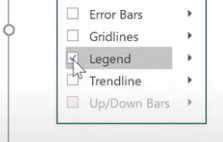 Error Bars
Gridlines
Legend
Trendline
Up/Down Bars